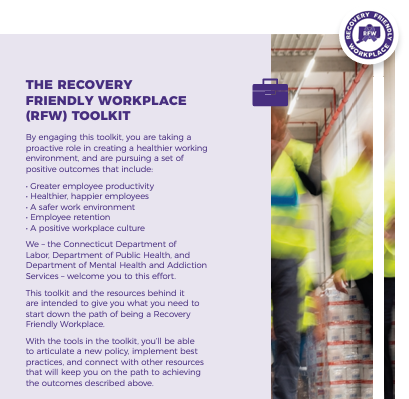 RECOVERY FRIENDLY
RFW
WORKPLACE
THE RECOVERY
FRIENDLY WORKPLACE
(RFW) TOOLKIT
By engaging this toolkit, you are taking a
proactive role in creating a healthier working
environment, and are pursuing a set of
positive outcomes that include:
• Greater employee productivity
• Healthier, happier employees
• A safer work environment
• Employee retention
• A positive workplace culture
We – the Connecticut Department of
Labor, Department of Public Health, and
Department of Mental Health and Addiction
Services – welcome you to this effort.
This toolkit and the resources behind it
are intended to give you what you need to
start down the path of being a Recovery
Friendly Workplace.
With the tools in the toolkit, you'll be able
to articulate a new policy, implement best
practices, and connect with other resources
that will keep you on the path to achieving
the outcomes described above.